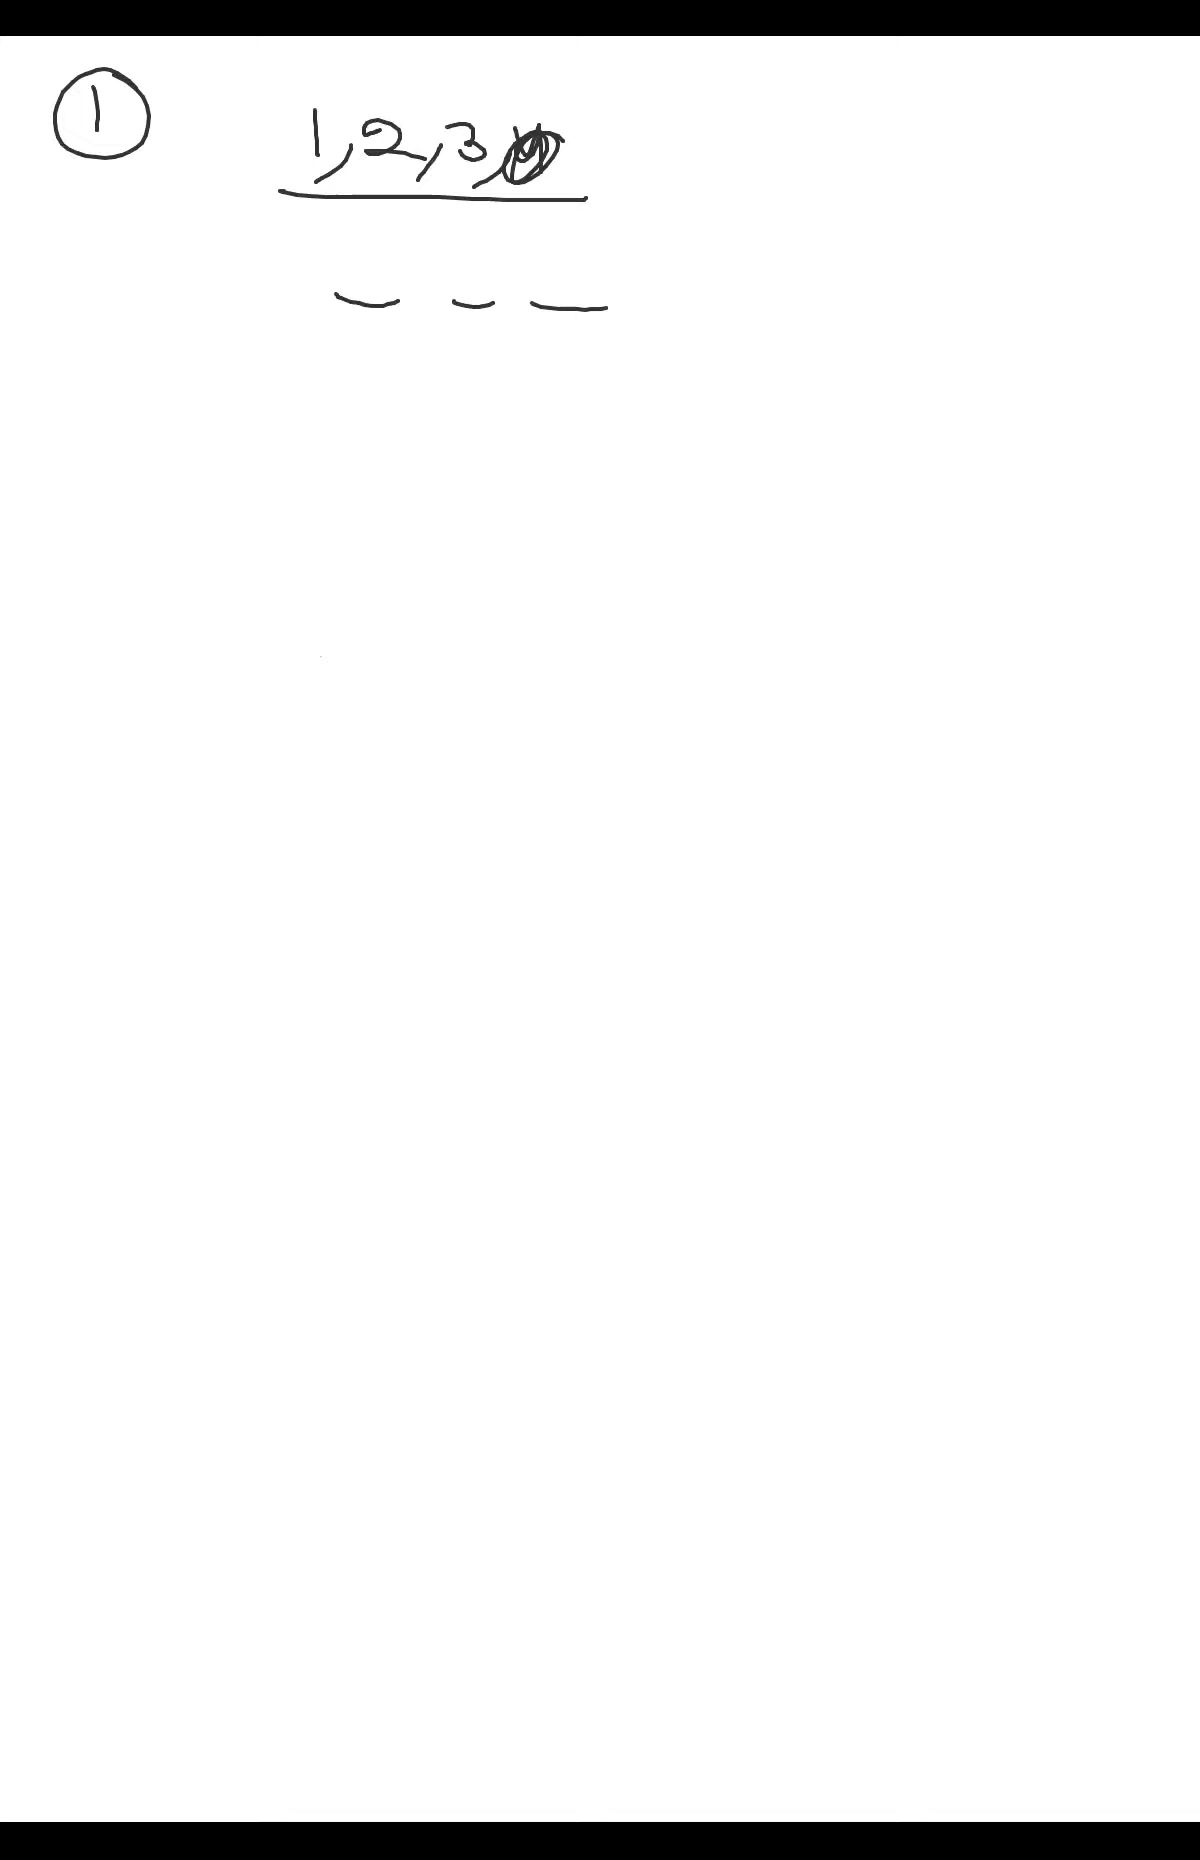 1
1, 2, 3,
_ _ _